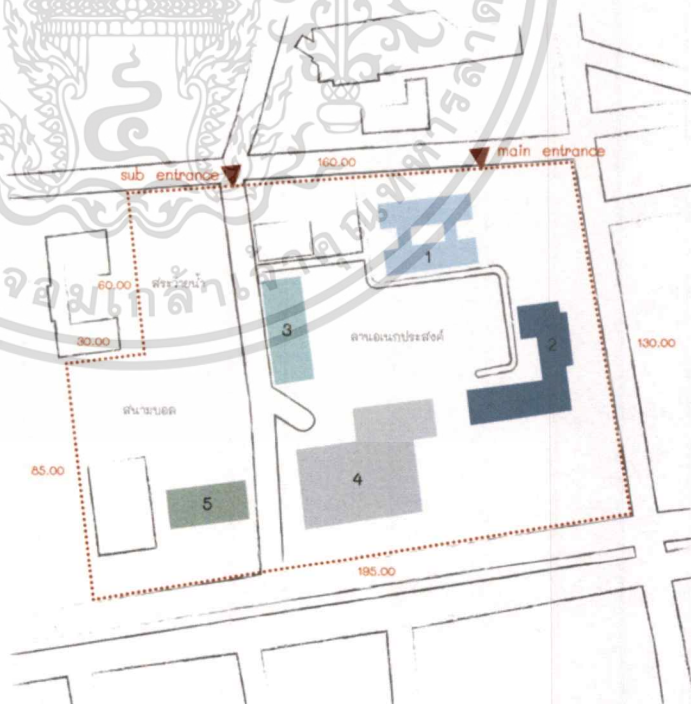 sub entrance
160.00
main entrance
1
60.00
สระว่ายน้ำ
3
ลานอเนกประสงค์
2
130.00
30.00
สนามบอล
85.00
4
5
195.00